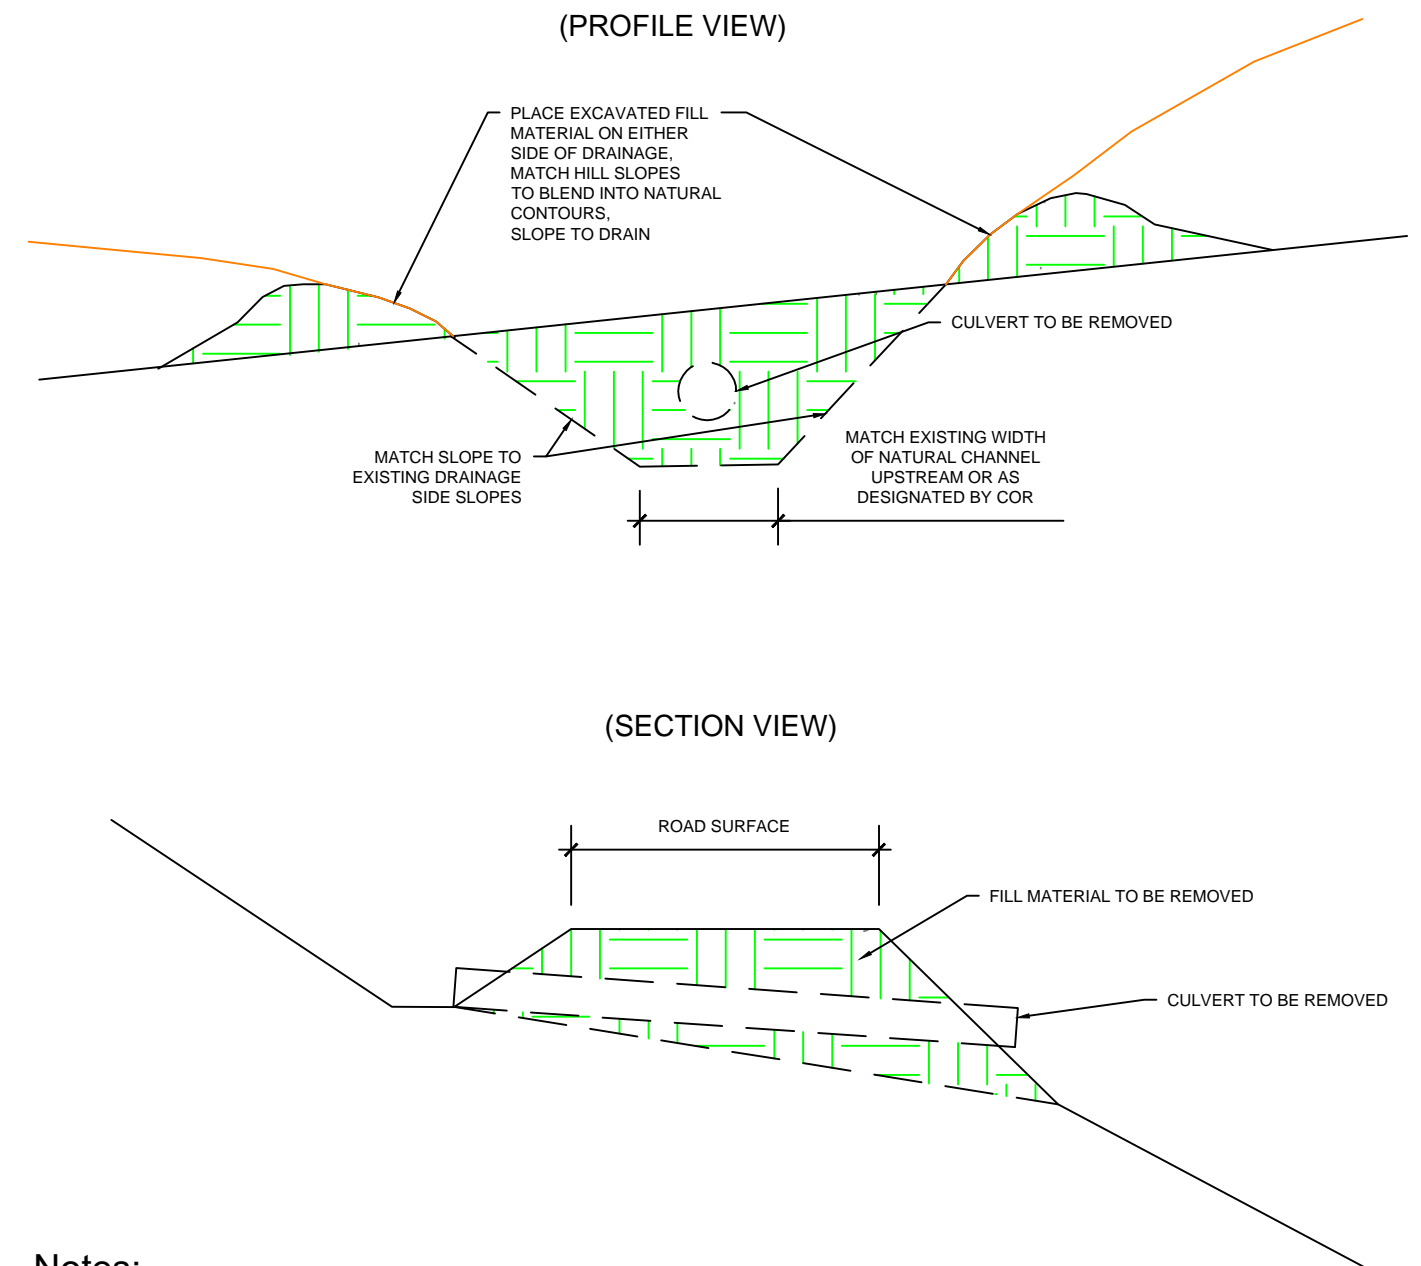 (PROFILE VIEW)
PLACE EXCAVATED FILL
MATERIAL ON EITHER
SIDE OF DRAINAGE,
MATCH HILL SLOPES
TO BLEND INTO NATURAL
CONTOURS,
SLOPE TO DRAIN
CULVERT TO BE REMOVED
MATCH SLOPE TO
EXISTING DRAINAGE
SIDE SLOPES
MATCH EXISTING WIDTH
OF NATURAL CHANNEL
UPSTREAM OR AS
DESIGNATED BY COR
(SECTION VIEW)
ROAD SURFACE
FILL MATERIAL TO BE REMOVED
CULVERT TO BE REMOVED
Notes: